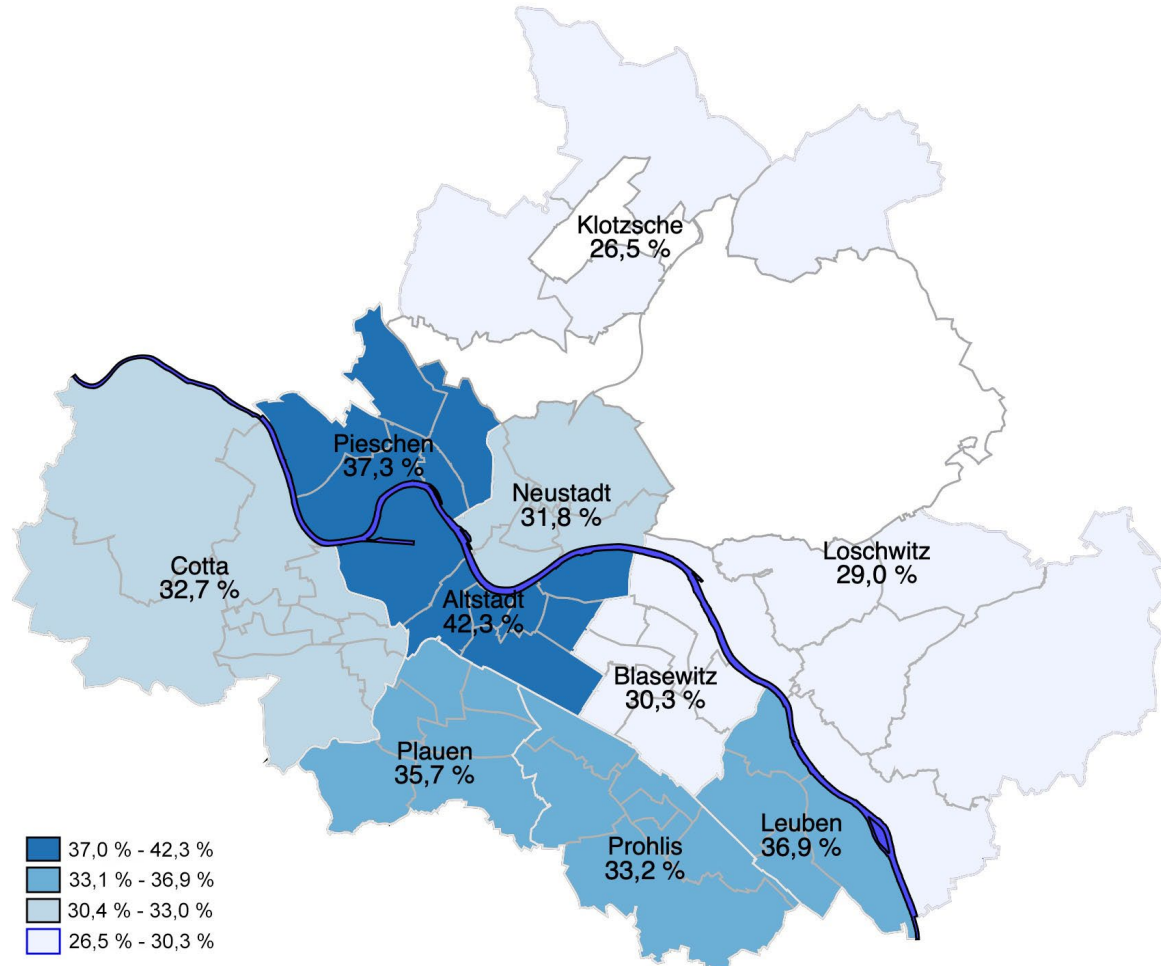 Klotzsche
26,5 %
Pieschen
37,3 %
Neustadt
31,8 %
Loschwitz
29,0 %
Cotta
32,7 %
Altstadt
42,3 %
Blasewitz
30,3 %
Plauen
35,7 %
Leuben
36,9 %
Prohlis
33,2 %
37,0 % - 42,3 %
33,1 % - 36,9 %
30,4 % - 33,0 %
26,5 % - 30,3 %